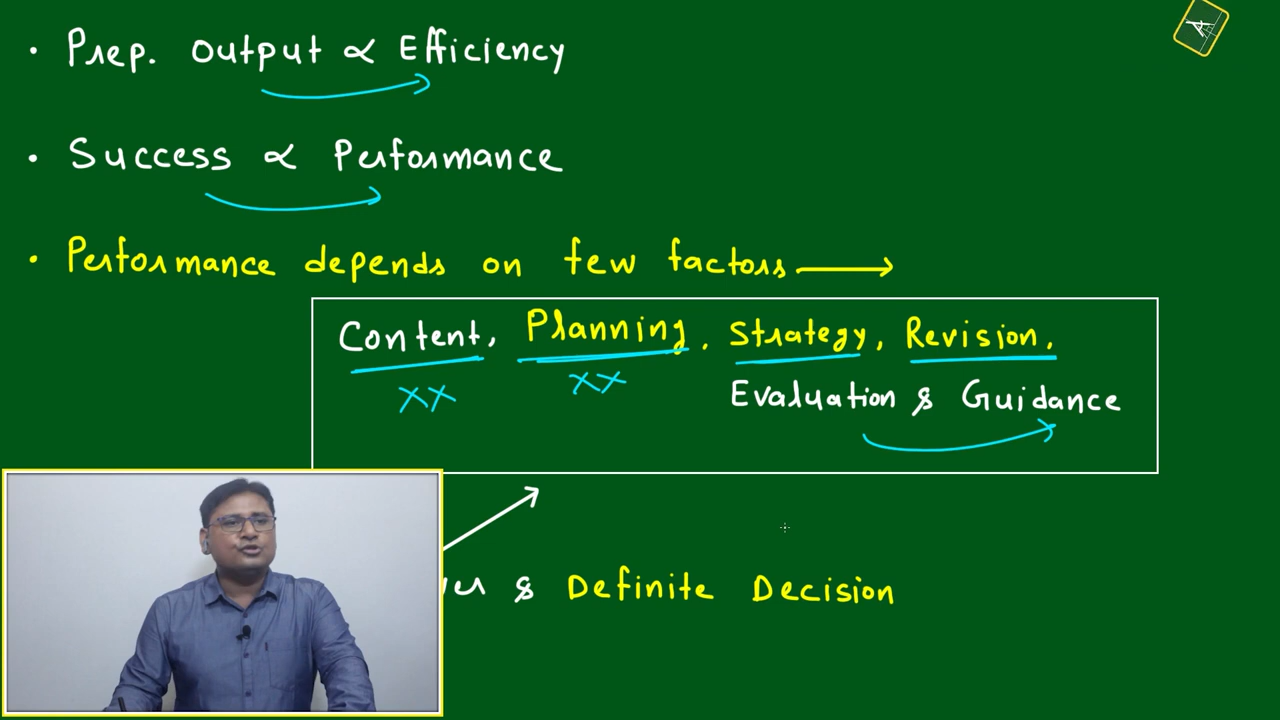 • Prep. Output ∝ Efficiency
• Success ∝ Performance
• Performance depends on few factors ⟶
Content, Planning, Strategy, Revision,
xx xx
Evaluation & Guidance
& Definite Decision